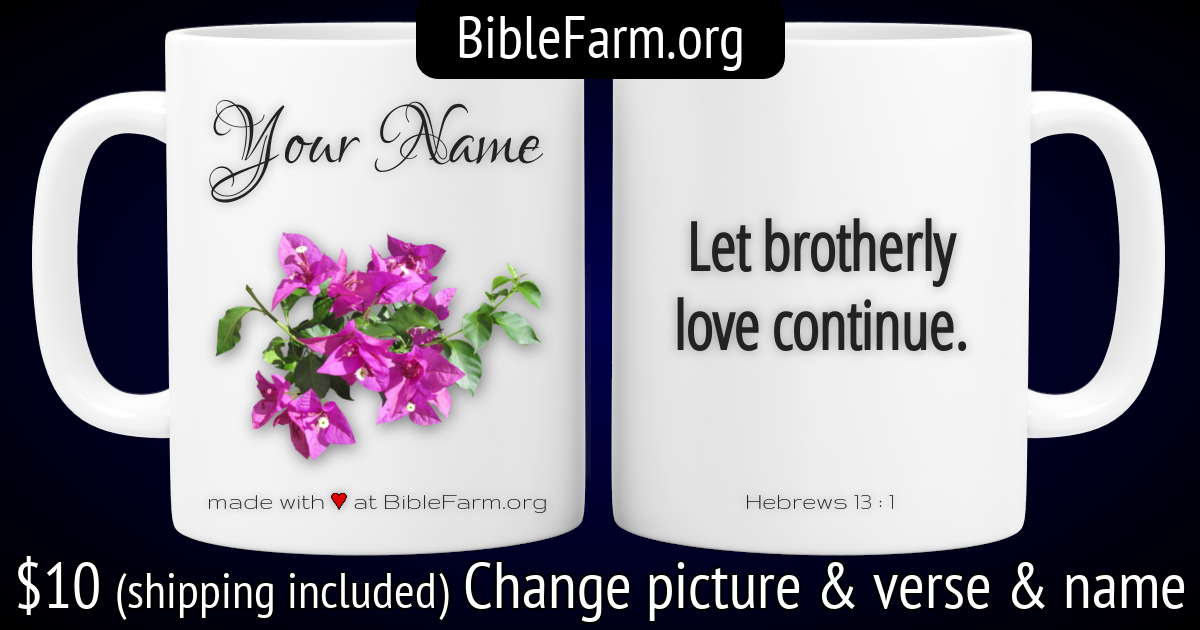 BibleFarm.org
Your Name
made with ♥ at BibleFarm.org
Let brotherly
love continue.
Hebrews 13 : 1
$10 (shipping included) Change picture & verse & name